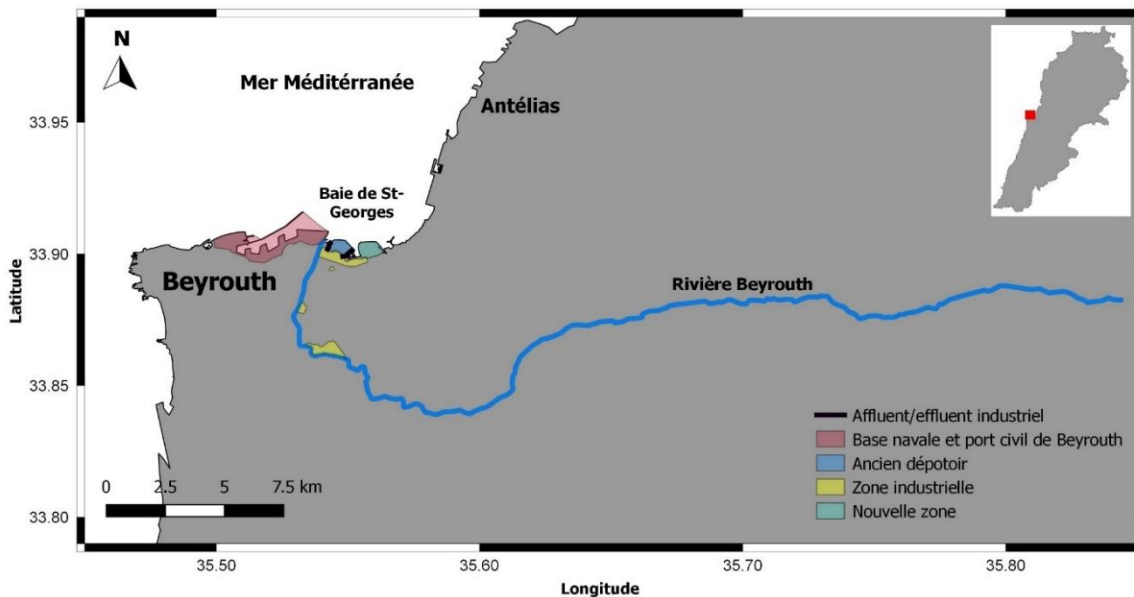 N
Mer Méditérranée
Antélias
Baie de St-
Georges
Beyrouth
Rivière Beyrouth
33.95
33.90
33.85
33.80
Latitude
0 2.5 5 7.5 km
Affluent/effluent industriel
Base navale et port civil de Beyrouth
Ancien dépotoir
Zone industrielle
Nouvelle zone
35.50 35.60 35.70 35.80
Longitude